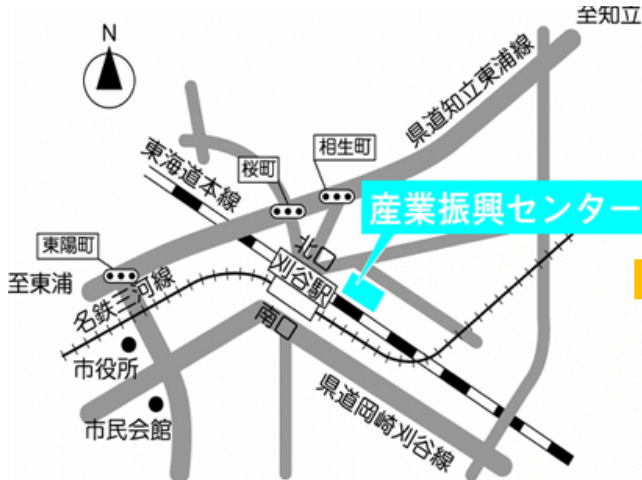 至知立
N
県道知立東浦線
相生町
東海道本線
桜町
産業振興センター
北口
東陽町
刈谷駅
至東浦
名鉄三河線
南口
市役所
県道岡崎刈谷線
市民会館